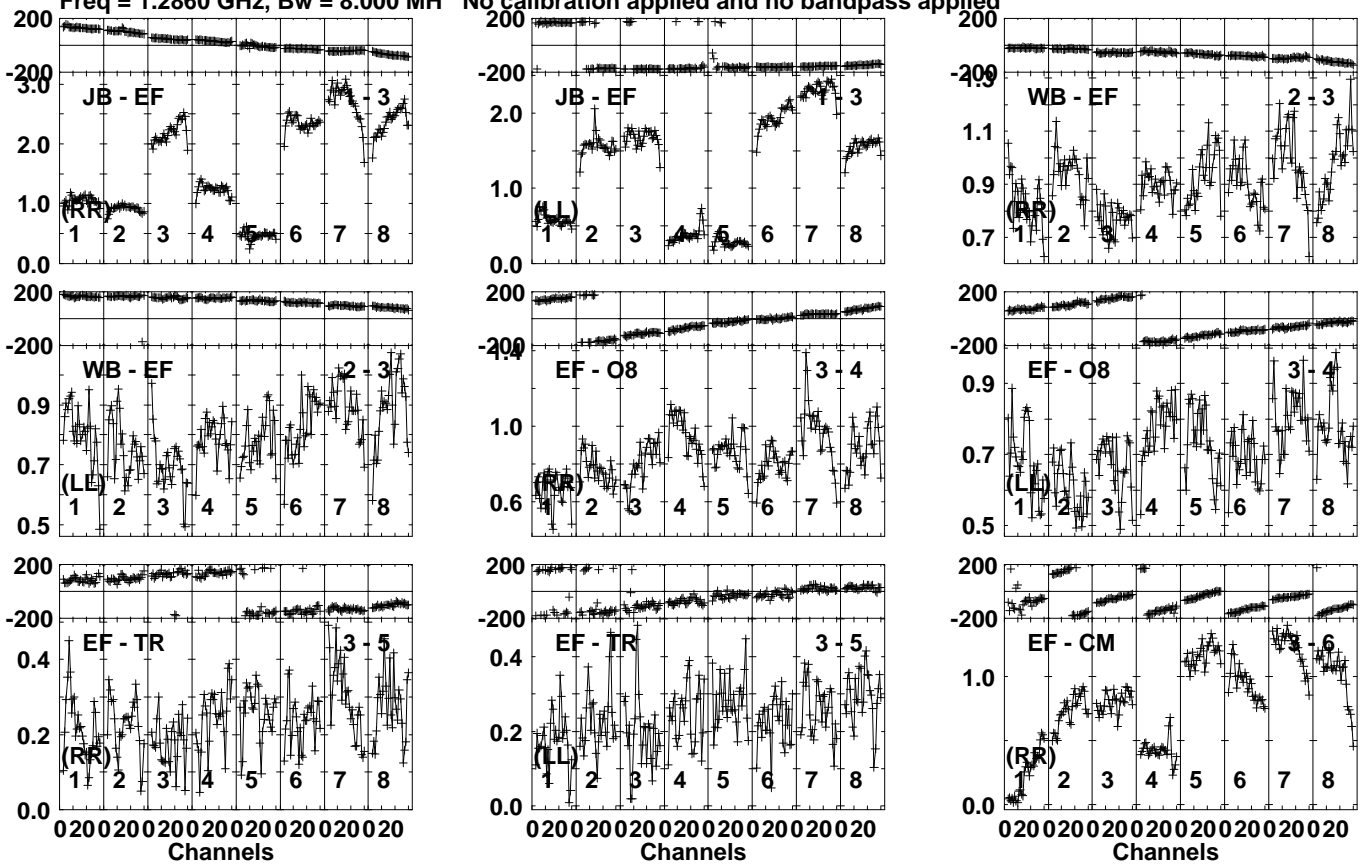 Freq = 1.2860 GHz, Bw = 8.000 MH No calibration applied and no bandpass applied
200
-200
3.0
2.0
1.0
0.0
JB - EF
1 - 3
(RR)
1 2 3 4 5 6 7 8
200
-200
2.0
1.0
0.0
JB - EF
1 - 3
(LL)
1 2 3 4 5 6 7 8
200
-200
1.3
1.1
0.9
0.7
WB - EF
2 - 3
(RR)
1 2 3 4 5 6 7 8
200
-200
0.9
0.7
0.5
WB - EF
2 - 3
(LL)
1 2 3 4 5 6 7 8
200
-200
1.4
1.0
0.6
EF - O8
3 - 4
(RR)
1 2 3 4 5 6 7 8
200
-200
0.9
0.7
0.5
EF - O8
3 - 4
(LL)
1 2 3 4 5 6 7 8
200
-200
0.4
0.2
0.0
EF - TR
3 - 5
(RR)
1 2 3 4 5 6 7 8
0 20 0 20 0 20 0 20 0 20 0 20 0 20 0 20
Channels
200
-200
0.4
0.2
0.0
EF - TR
3 - 5
(LL)
1 2 3 4 5 6 7 8
0 20 0 20 0 20 0 20 0 20 0 20 0 20 0 20
Channels
200
-200
1.0
0.0
EF - CM
3 - 6
(RR)
1 2 3 4 5 6 7 8
0 20 0 20 0 20 0 20 0 20 0 20 0 20 0 20
Channels